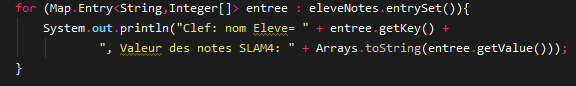 for (Map.Entry<String,Integer[]> entree : eleveNotes.entrySet()){
System.out.println("Clef: nom Eleve= " + entree.getKey() +
", Valeur des notes SLAM4: " + Arrays.toString(entree.getValue()));
}